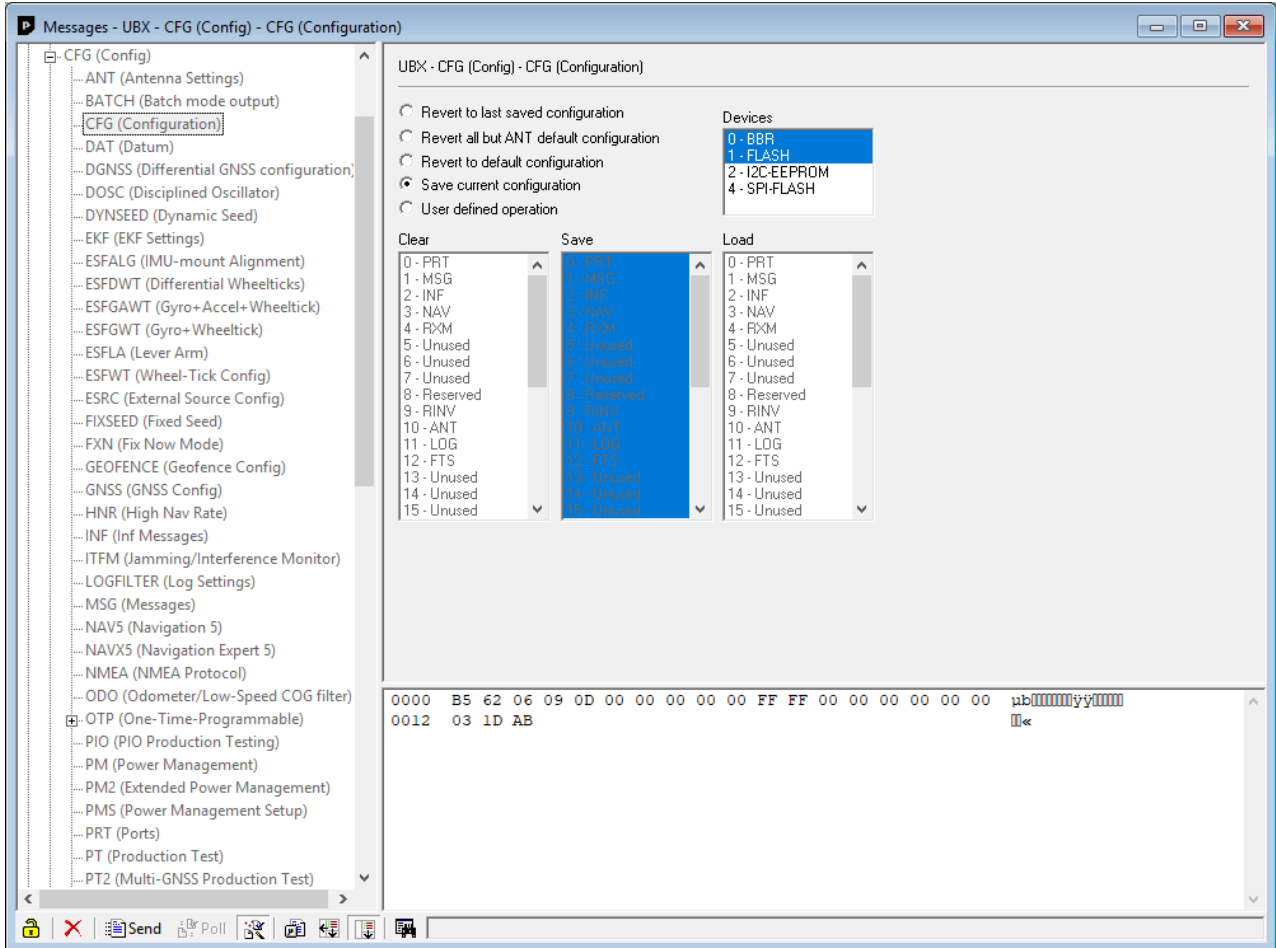 Messages - UBX - CFG (Config) - CFG (Configuration)
CFG (Config)
ANT (Antenna Settings)
BATCH (Batch mode output)
CFG (Configuration)
DAT (Datum)
DGNSS (Differential GNSS configuration)
DOSC (Disciplined Oscillator)
DYNSEED (Dynamic Seed)
EKF (EKF Settings)
ESFALG (IMU-mount Alignment)
ESFDWT (Differential Wheelticks)
ESFGAWT (Gyro+Accel+Wheeltick)
ESFGWT (Gyro+Wheeltick)
ESFLA (Lever Arm)
ESFWT (Wheel-Tick Config)
ESRC (External Source Config)
FIXSEED (Fixed Seed)
FXN (Fix Now Mode)
GEOFENCE (Geofence Config)
GNSS (GNSS Config)
HNR (High Nav Rate)
INF (Inf Messages)
ITFM (Jamming/Interference Monitor)
LOGFILTER (Log Settings)
MSG (Messages)
NAV5 (Navigation 5)
NAVX5 (Navigation Expert 5)
NMEA (NMEA Protocol)
ODO (Odometer/Low-Speed COG filter)
OTP (One-Time-Programmable)
PIO (PIO Production Testing)
PM (Power Management)
PM2 (Extended Power Management)
PMS (Power Management Setup)
PRT (Ports)
PT (Production Test)
PT2 (Multi-GNSS Production Test)
UBX - CFG (Config) - CFG (Configuration)
Revert to last saved configuration
Revert all but ANT default configuration
Revert to default configuration
Save current configuration
User defined operation
Devices
0 - BBR
1 - FLASH
2 - I2C-EEPROM
4 - SPI-FLASH
Clear
0 - PRT
1 - MSG
2 - INF
3 - NAV
4 - RXM
5 - Unused
6 - Unused
7 - Unused
8 - Reserved
9 - RINV
10 - ANT
11 - LOG
12 - FTS
13 - Unused
14 - Unused
15 - Unused
Save
0 - PRT
1 - MSG
2 - INF
3 - NAV
4 - RXM
5 - Unused
6 - Unused
7 - Unused
8 - Reserved
9 - RINV
10 - ANT
11 - LOG
12 - FTS
13 - Unused
14 - Unused
15 - Unused
Load
0 - PRT
1 - MSG
2 - INF
3 - NAV
4 - RXM
5 - Unused
6 - Unused
7 - Unused
8 - Reserved
9 - RINV
10 - ANT
11 - LOG
12 - FTS
13 - Unused
14 - Unused
15 - Unused
0000 B5 62 06 09 0D 00 00 00 00 00 FF FF 00 00 00 00 00 00 µb▯▯▯▯▯▯▯▯ÿÿ▯▯▯▯▯▯
0012 03 1D AB ▯▯«
Send Poll